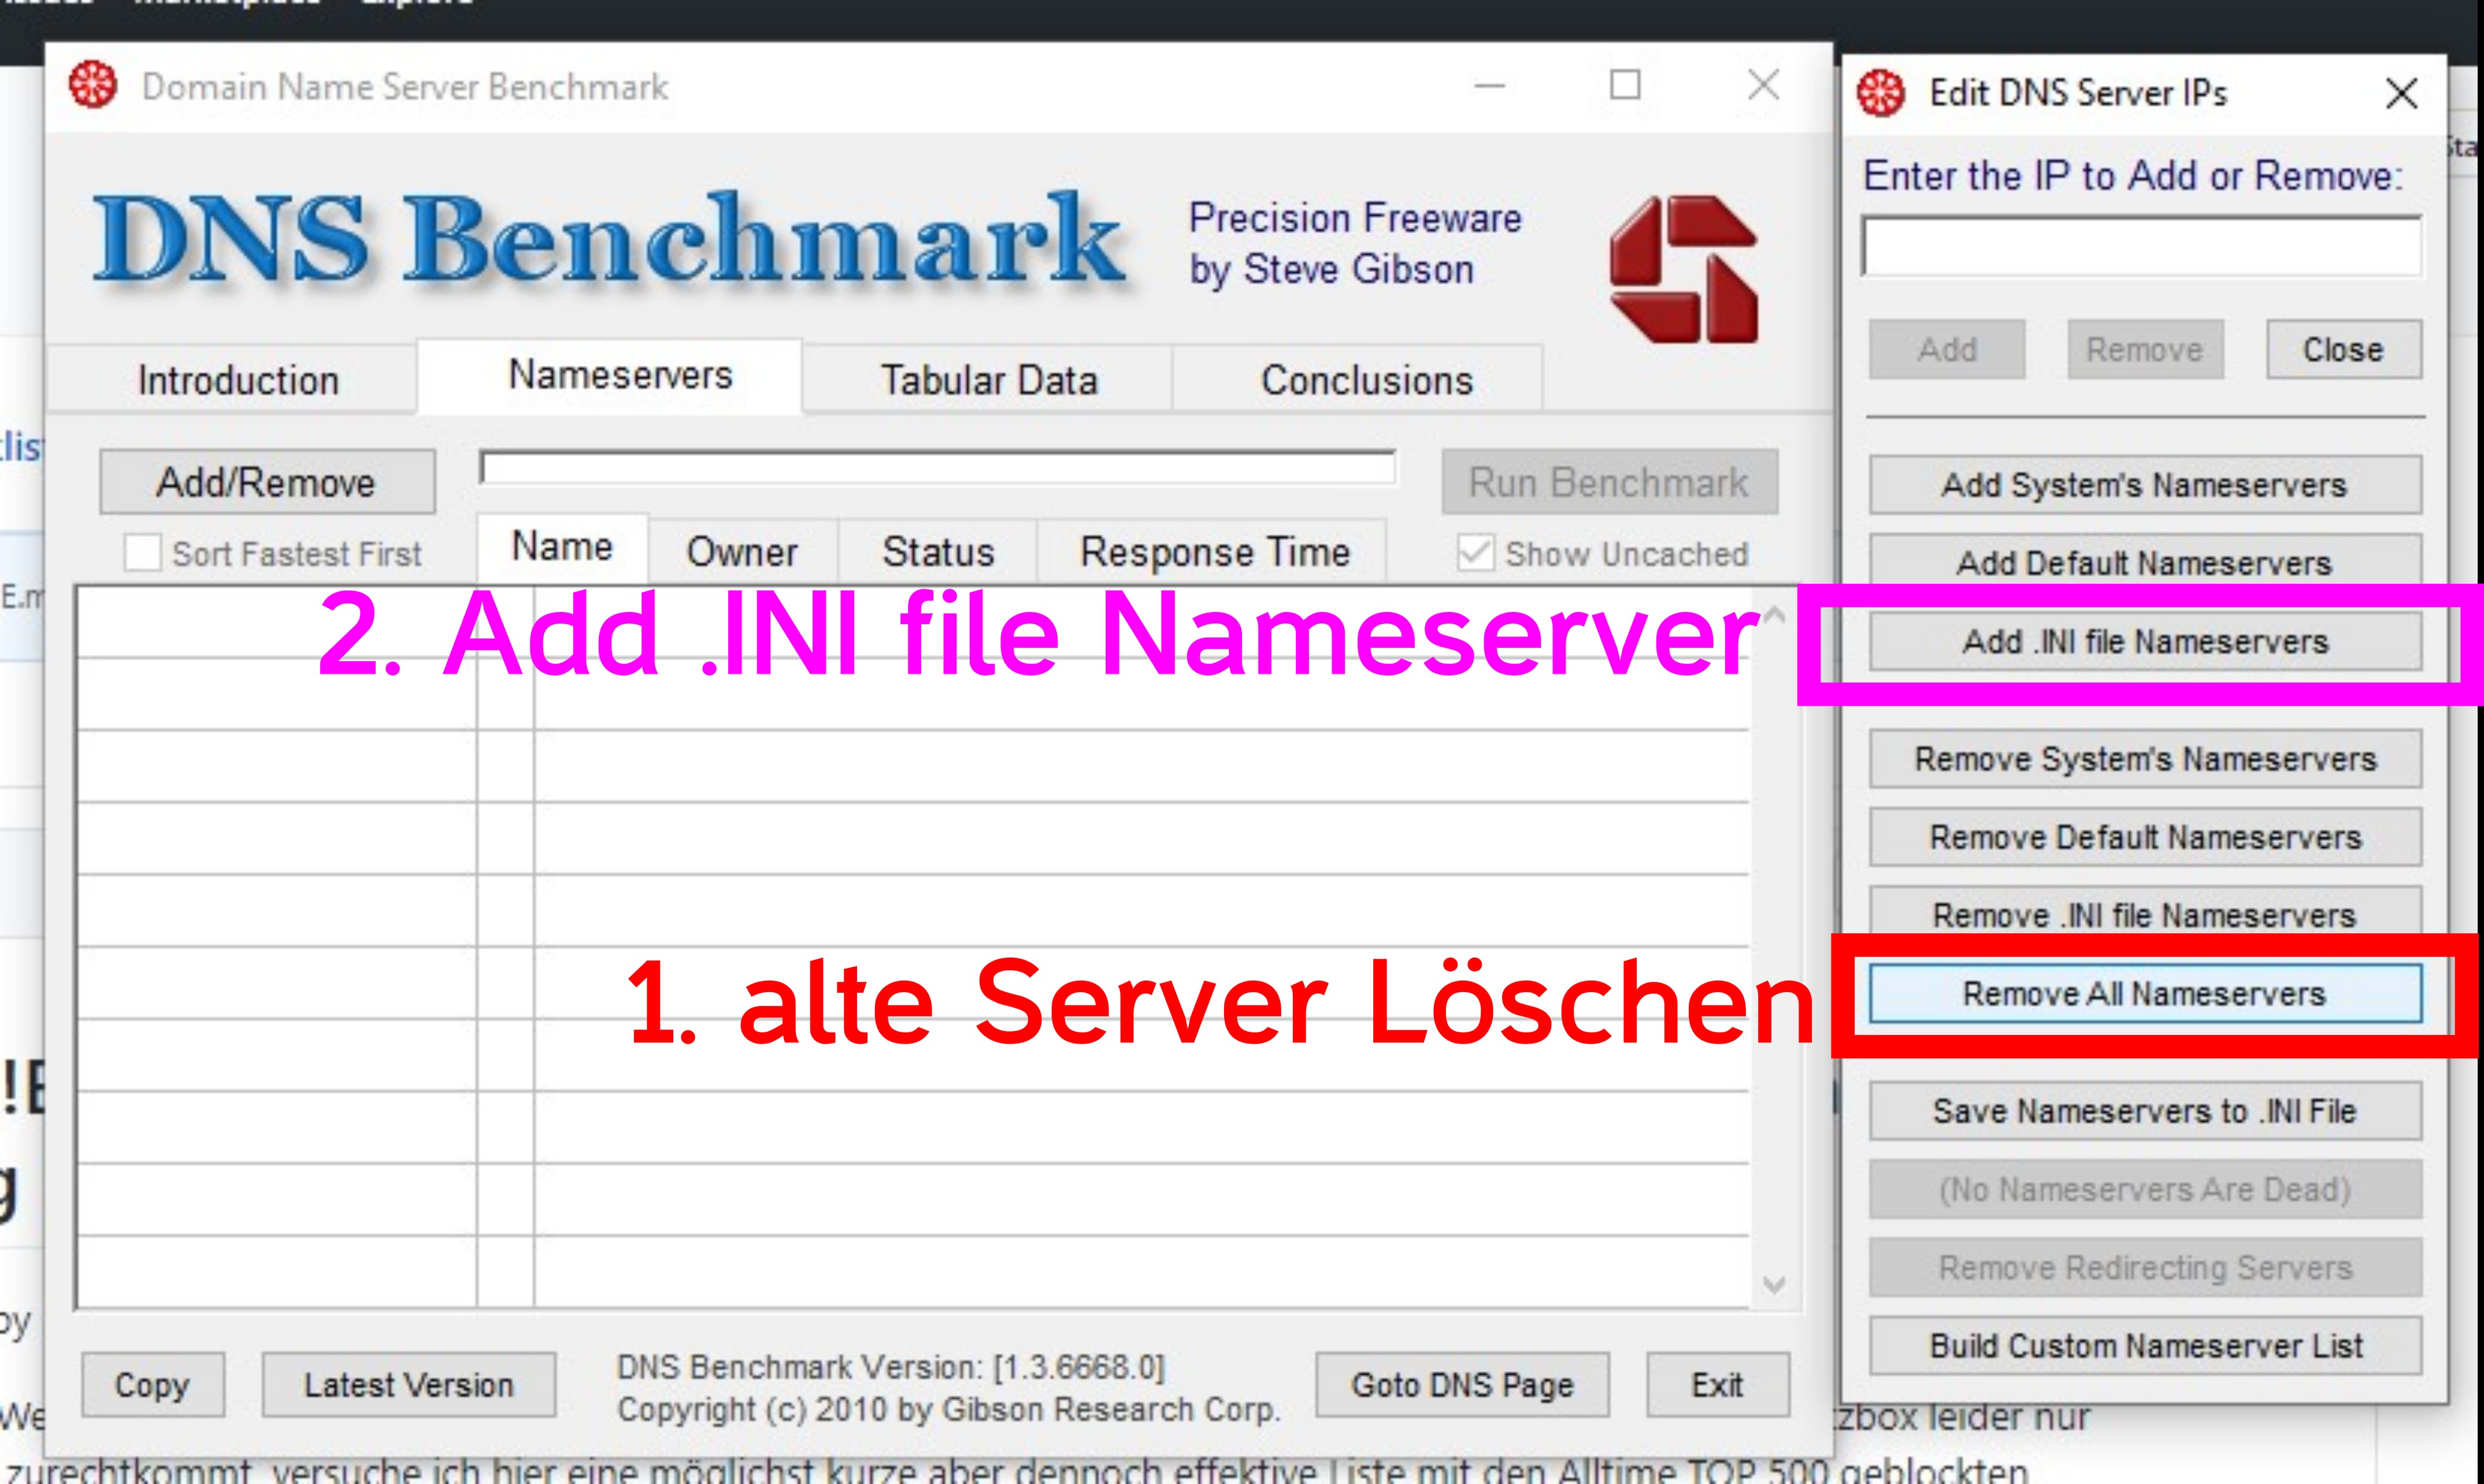 Marketplace Explore
Domain Name Server Benchmark
DNS Benchmark
Precision Freeware
by Steve Gibson
Introduction
Nameservers
Tabular Data
Conclusions
Add/Remove
Run Benchmark
Sort Fastest First
Name
Owner
Status
Response Time
Show Uncached
2. Add .INI file Nameserver
1. alte Server Löschen
Copy
Latest Version
DNS Benchmark Version: [1.3.6668.0]
Copyright (c) 2010 by Gibson Research Corp.
Goto DNS Page
Exit
Edit DNS Server IPs
Enter the IP to Add or Remove:
Add
Remove
Close
Add System's Nameservers
Add Default Nameservers
Add .INI file Nameservers
Remove System's Nameservers
Remove Default Nameservers
Remove .INI file Nameservers
Remove All Nameservers
Save Nameservers to .INI File
(No Nameservers Are Dead)
Remove Redirecting Servers
Build Custom Nameserver List
leider nur
zurechtkommt, versuche ich hier eine möglichst kurze aber dennoch effektive Liste mit den Alltime TOP 500 geblockten